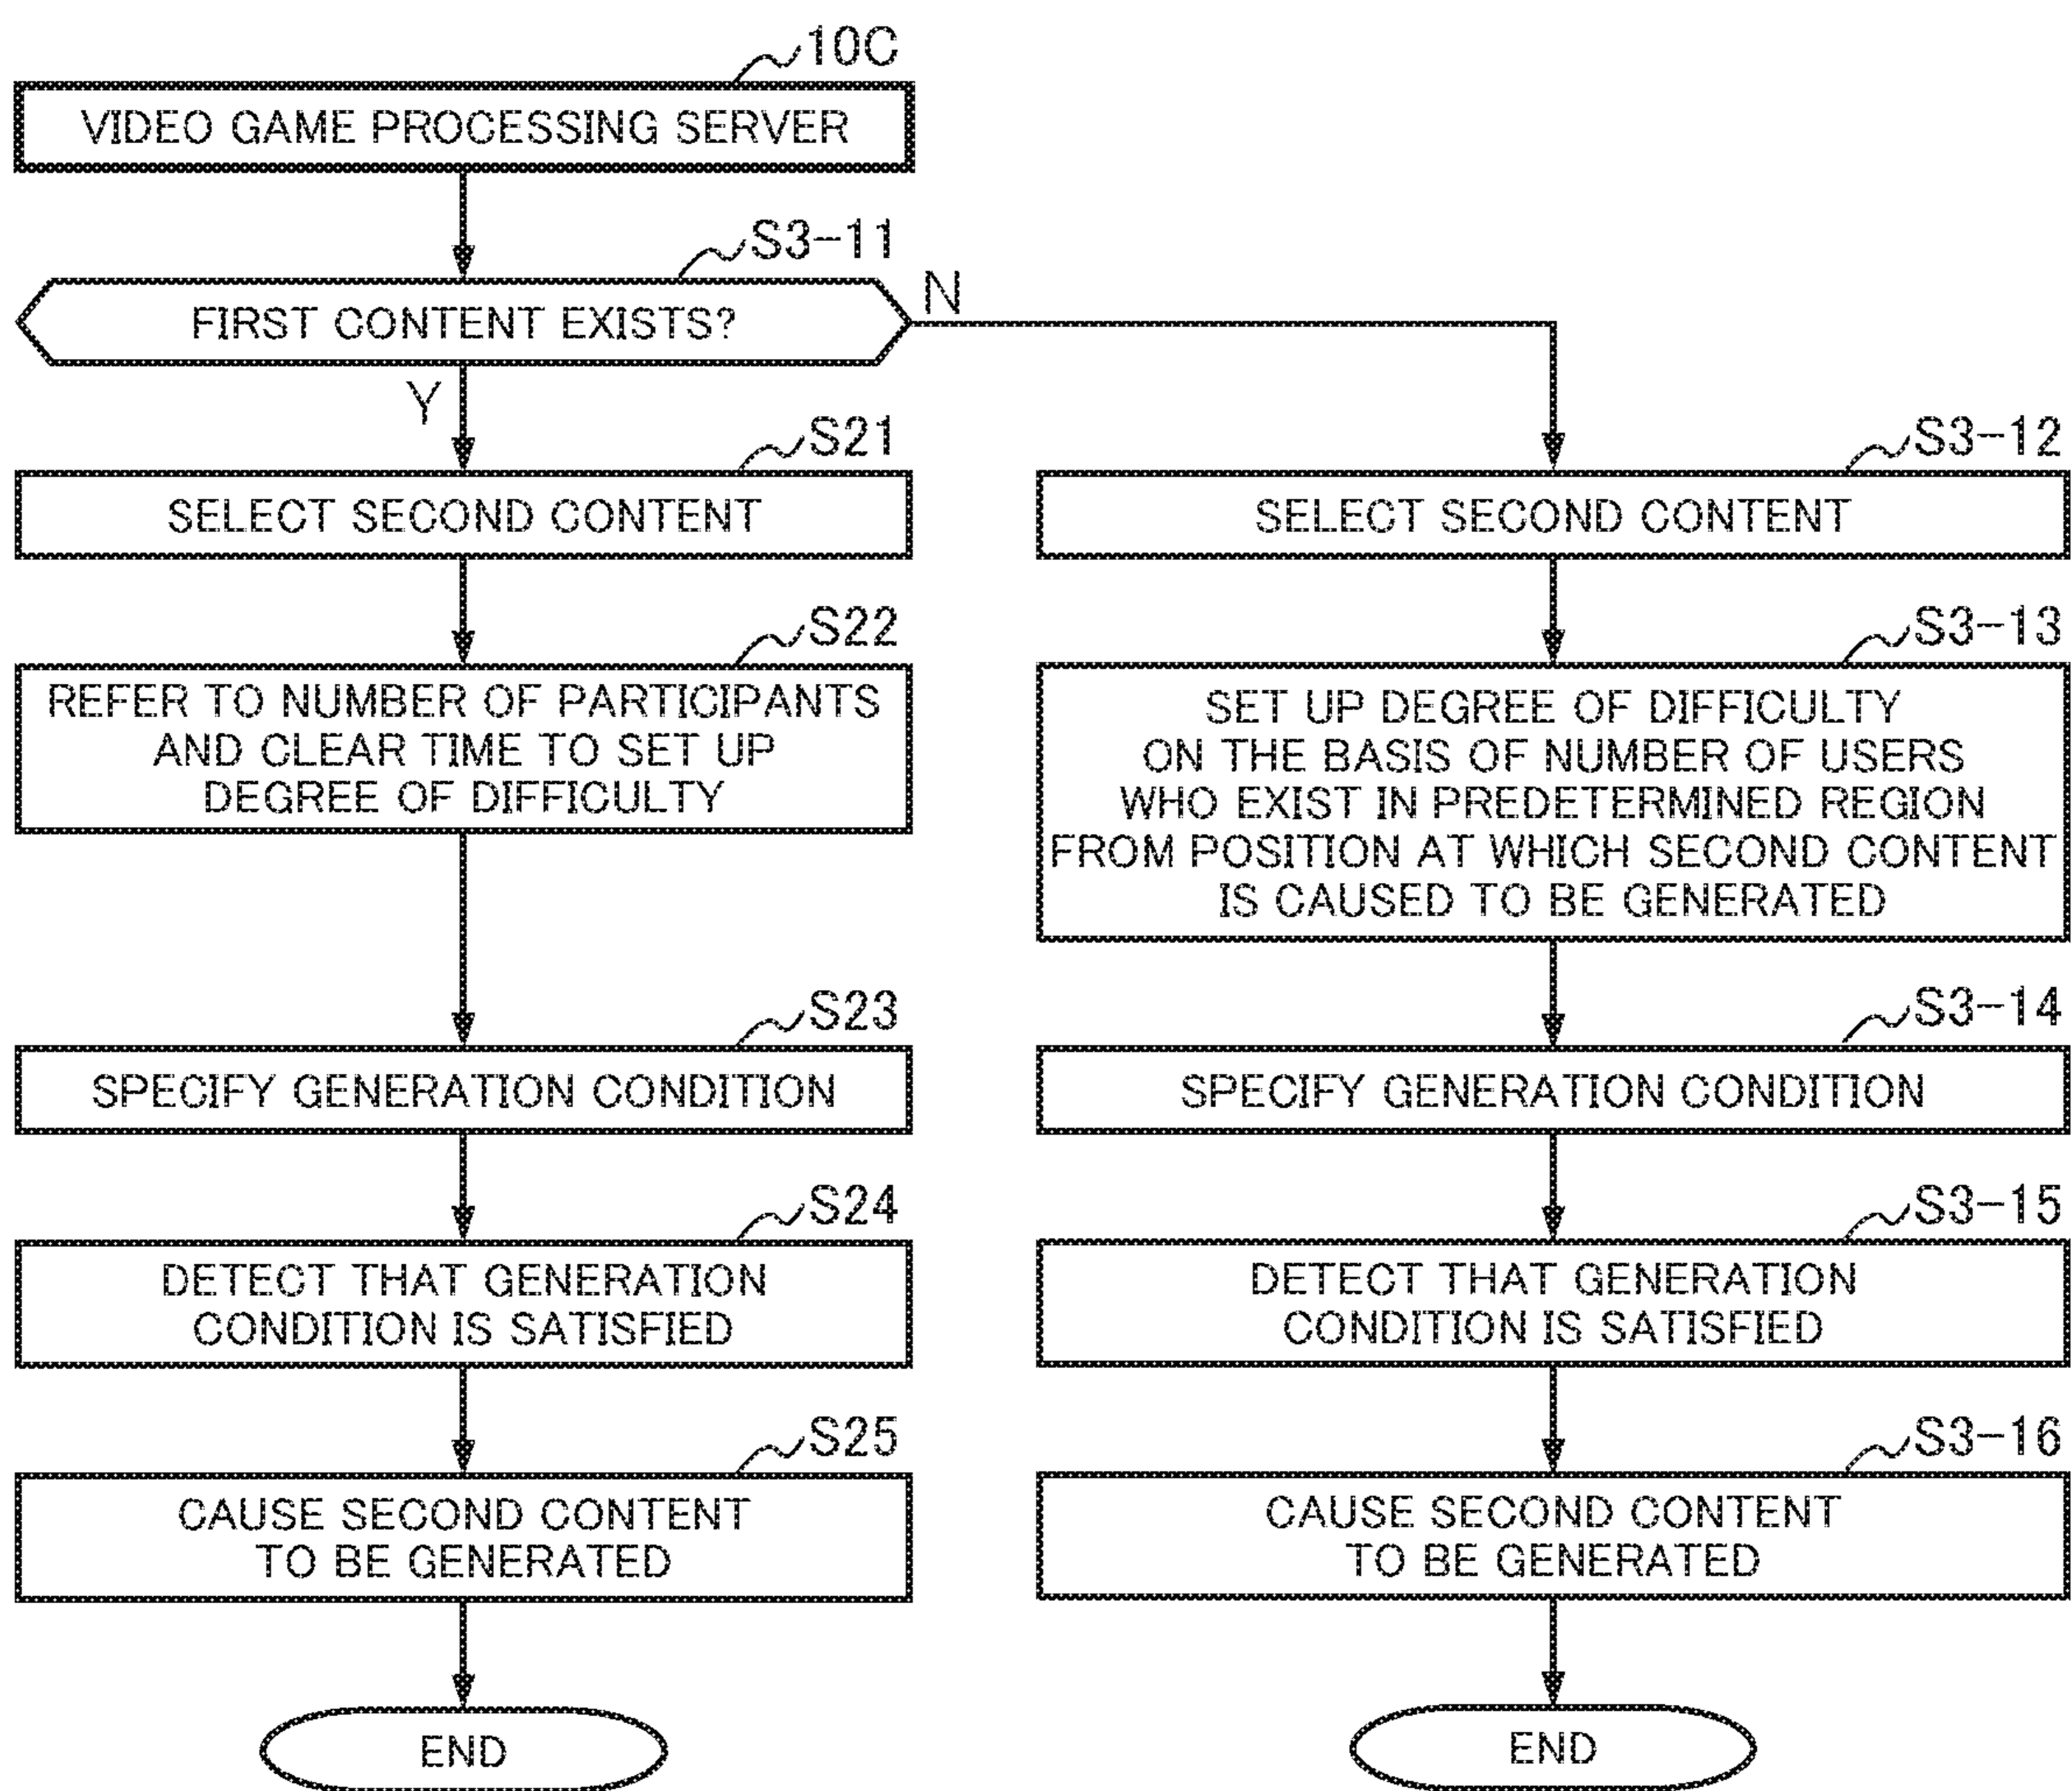 10C
VIDEO GAME PROCESSING SERVER
S3-11
FIRST CONTENT EXISTS?
N
Y
S21
SELECT SECOND CONTENT
S22
REFER TO NUMBER OF PARTICIPANTS
AND CLEAR TIME TO SET UP
DEGREE OF DIFFICULTY
S23
SPECIFY GENERATION CONDITION
S24
DETECT THAT GENERATION
CONDITION IS SATISFIED
S25
CAUSE SECOND CONTENT
TO BE GENERATED
END
S3-12
SELECT SECOND CONTENT
S3-13
SET UP DEGREE OF DIFFICULTY
ON THE BASIS OF NUMBER OF USERS
WHO EXIST IN PREDETERMINED REGION
FROM POSITION AT WHICH SECOND CONTENT
IS CAUSED TO BE GENERATED
S3-14
SPECIFY GENERATION CONDITION
S3-15
DETECT THAT GENERATION
CONDITION IS SATISFIED
S3-16
CAUSE SECOND CONTENT
TO BE GENERATED
END